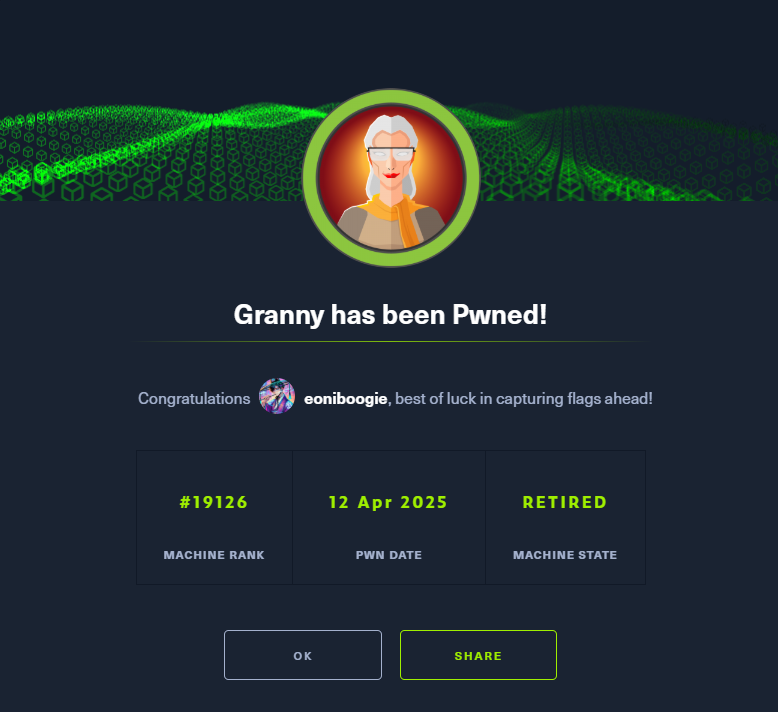 Granny has been Pwned!
Congratulations eoniboogie, best of luck in capturing flags ahead!
#19126 12 Apr 2025 RETIRED
MACHINE RANK PWN DATE MACHINE STATE
OK SHARE